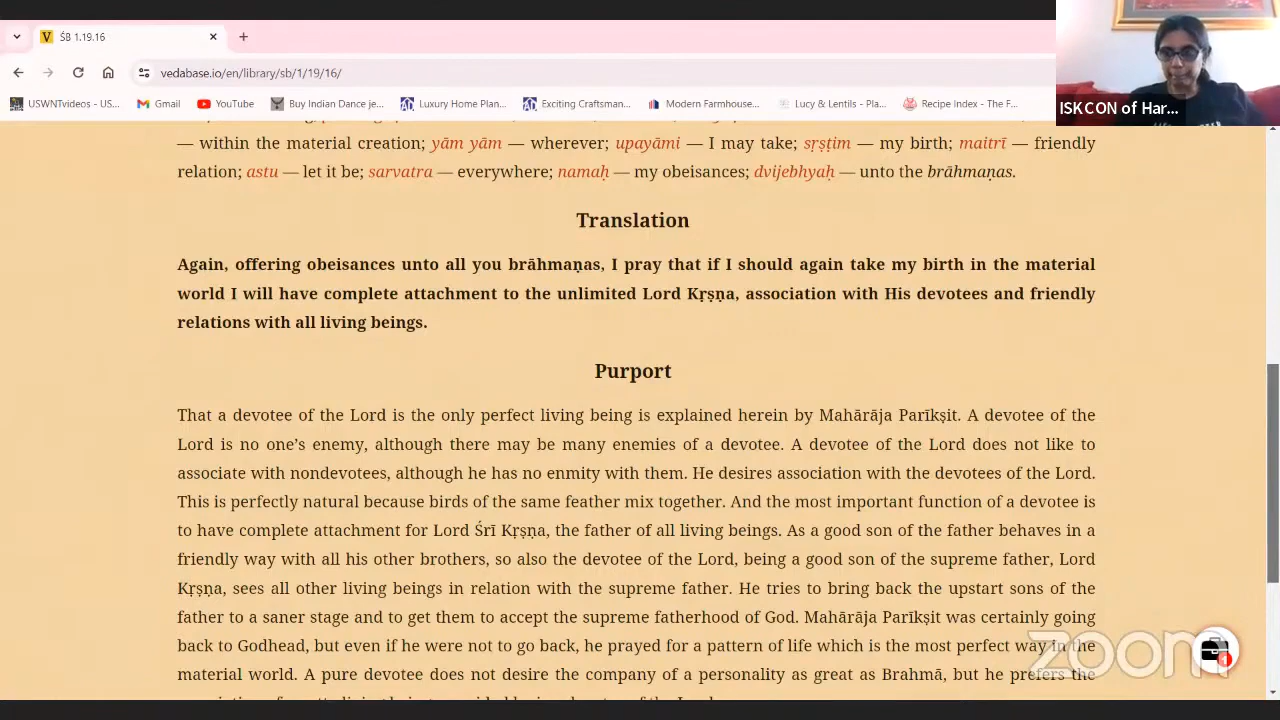 ŚB 1.19.16
vedabase.io/en/library/sb/1/19/16/
USWNTvideos - US...
Gmail
YouTube
Buy Indian Dance je...
Luxury Home Plan...
Exciting Craftsman...
Modern Farmhouse...
Lucy & Lentils - Pla...
Recipe Index - The F...
ISKCON of Har...
— within the material creation; yām yām — wherever; upayāmi — I may take; sṛṣṭim — my birth; maitrī — friendly
relation; astu — let it be; sarvatra — everywhere; namaḥ — my obeisances; dvijebhyaḥ — unto the brāhmaṇas.
Translation
Again, offering obeisances unto all you brāhmaṇas, I pray that if I should again take my birth in the material
world I will have complete attachment to the unlimited Lord Kṛṣṇa, association with His devotees and friendly
relations with all living beings.
Purport
That a devotee of the Lord is the only perfect living being is explained herein by Mahārāja Parīkṣit. A devotee of the
Lord is no one’s enemy, although there may be many enemies of a devotee. A devotee of the Lord does not like to
associate with nondevotees, although he has no enmity with them. He desires association with the devotees of the Lord.
This is perfectly natural because birds of the same feather mix together. And the most important function of a devotee is
to have complete attachment for Lord Śrī Kṛṣṇa, the father of all living beings. As a good son of the father behaves in a
friendly way with all his other brothers, so also the devotee of the Lord, being a good son of the supreme father, Lord
Kṛṣṇa, sees all other living beings in relation with the supreme father. He tries to bring back the upstart sons of the
father to a saner stage and to get them to accept the supreme fatherhood of God. Mahārāja Parīkṣit was certainly going
back to Godhead, but even if he were not to go back, he prayed for a pattern of life which is the most perfect way in the
material world. A pure devotee does not desire the company of a personality as great as Brahmā, but he prefers the
zoom
1